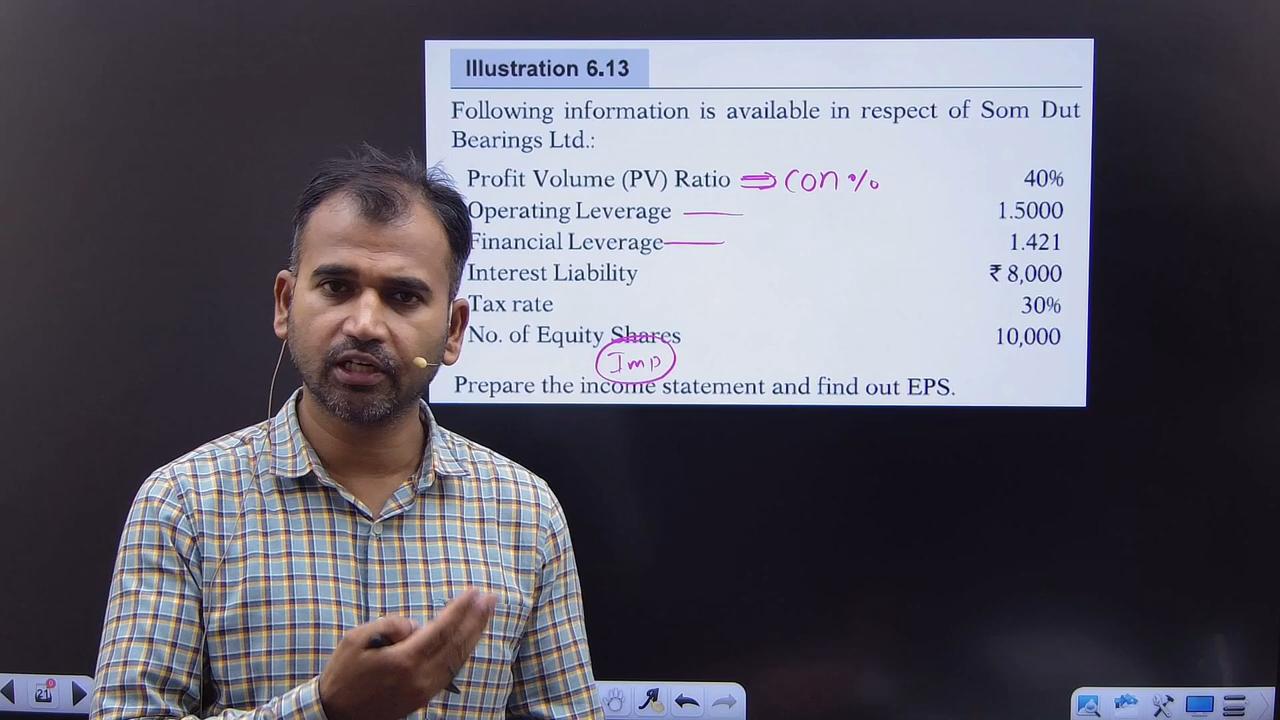 Illustration 6.13
Following information is available in respect of Som Dut
Bearings Ltd.:
Profit Volume (PV) Ratio ⇒ Con % 40%
Operating Leverage 1.5000
Financial Leverage 1.421
Interest Liability ₹ 8,000
Tax rate 30%
No. of Equity Shares 10,000
Imp
Prepare the income statement and find out EPS.
21